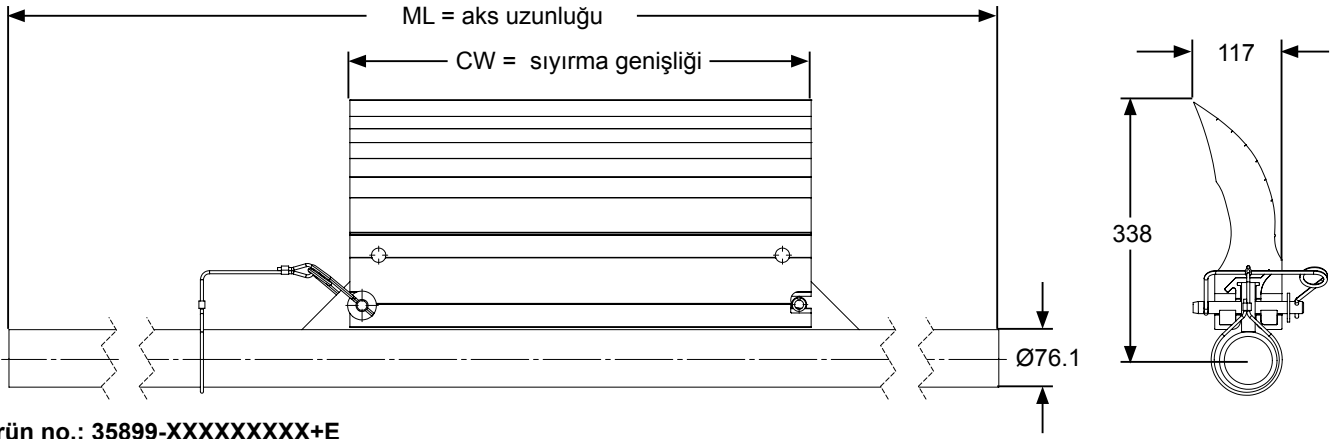 ML = aks uzunluğu
CW = sıyırma genişliği
117
338
Ø76.1
rün no.: 35899-XXXXXXXXX+E